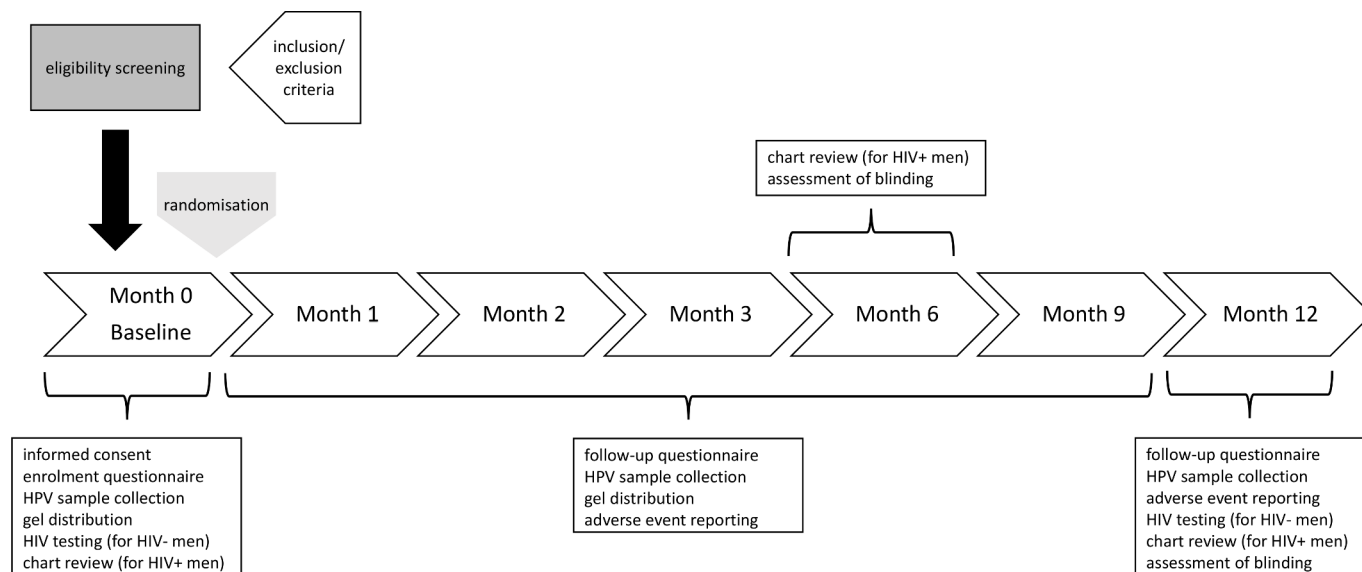 eligibility screening
inclusion/
exclusion
criteria
randomisation
chart review (for HIV+ men)
assessment of blinding
Month 0
Baseline
Month 1
Month 2
Month 3
Month 6
Month 9
Month 12
informed consent
enrolment questionnaire
HPV sample collection
gel distribution
HIV testing (for HIV- men)
chart review (for HIV+ men)
follow-up questionnaire
HPV sample collection
gel distribution
adverse event reporting
follow-up questionnaire
HPV sample collection
adverse event reporting
HIV testing (for HIV- men)
chart review (for HIV+ men)
assessment of blinding